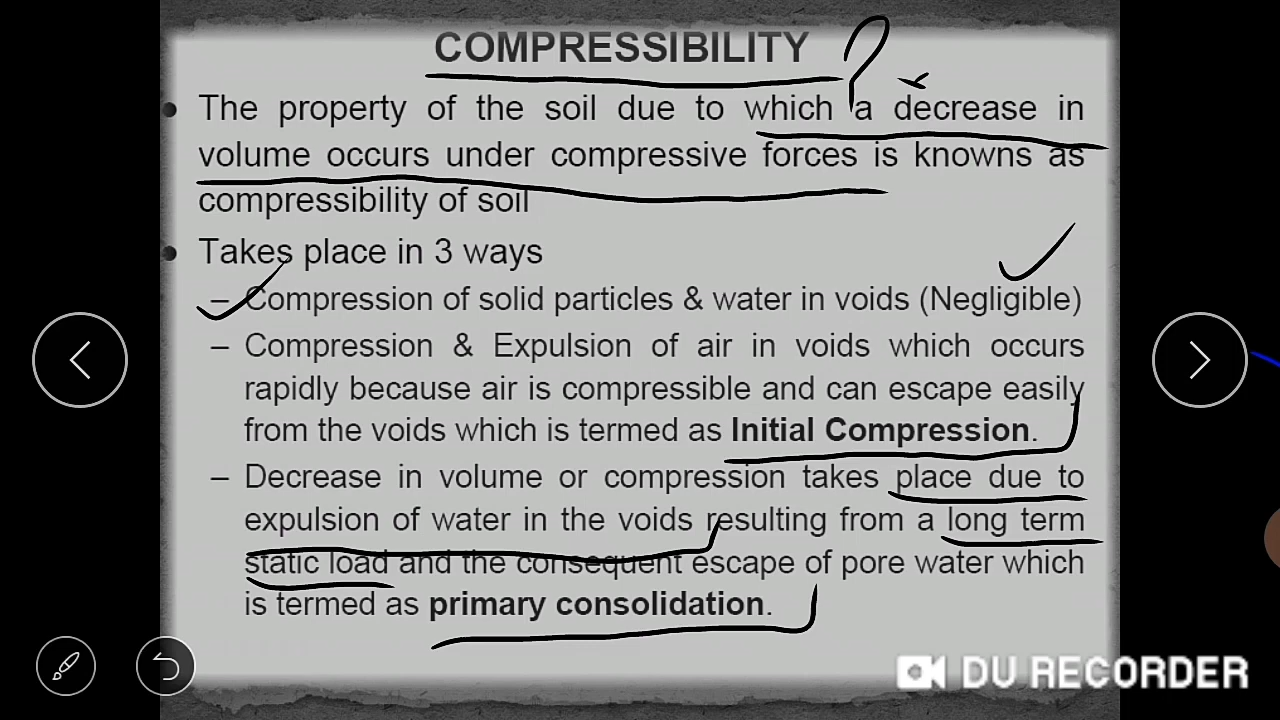 COMPRESSIBILITY ?
• The property of the soil due to which a decrease in
volume occurs under compressive forces is knowns as
compressibility of soil
• Takes place in 3 ways
– Compression of solid particles & water in voids (Negligible)
– Compression & Expulsion of air in voids which occurs
rapidly because air is compressible and can escape easily
from the voids which is termed as Initial Compression.
– Decrease in volume or compression takes place due to
expulsion of water in the voids resulting from a long term
static load and the consequent escape of pore water which
is termed as primary consolidation.
DU RECORDER